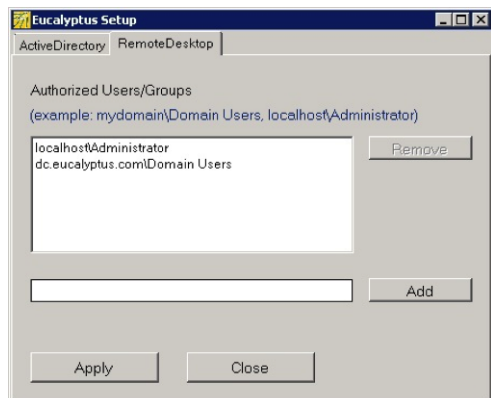 Eucalyptus Setup
ActiveDirectory RemoteDesktop
Authorized Users/Groups
(example: mydomain\Domain Users, localhost\Administrator)
localhost\Administrator
dc.eucalyptus.com\Domain Users
Remove
Add
Apply Close